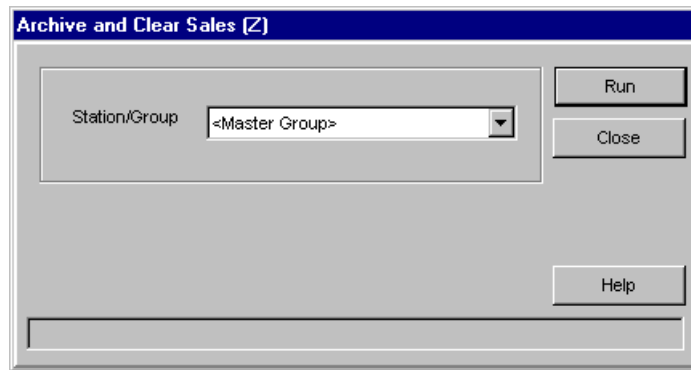 Archive and Clear Sales (Z)
Run
Station/Group <Master Group>
Close
Help